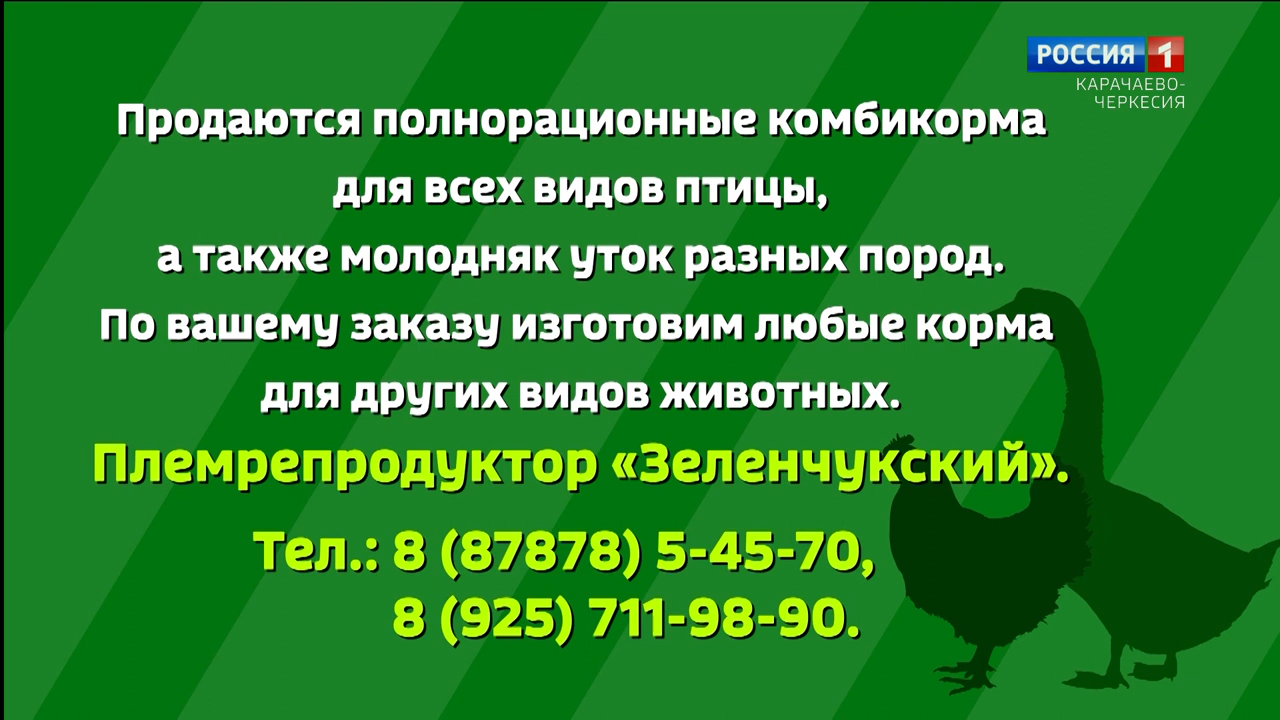 РОССИЯ 1
КАРАЧАЕВО-
ЧЕРКЕСИЯ
Продаются полнорационные комбикорма
для всех видов птицы,
а также молодняк уток разных пород.
По вашему заказу изготовим любые корма
для других видов животных.
Племрепродуктор «Зеленчукский».
Тел.: 8 (87878) 5-45-70,
8 (925) 711-98-90.